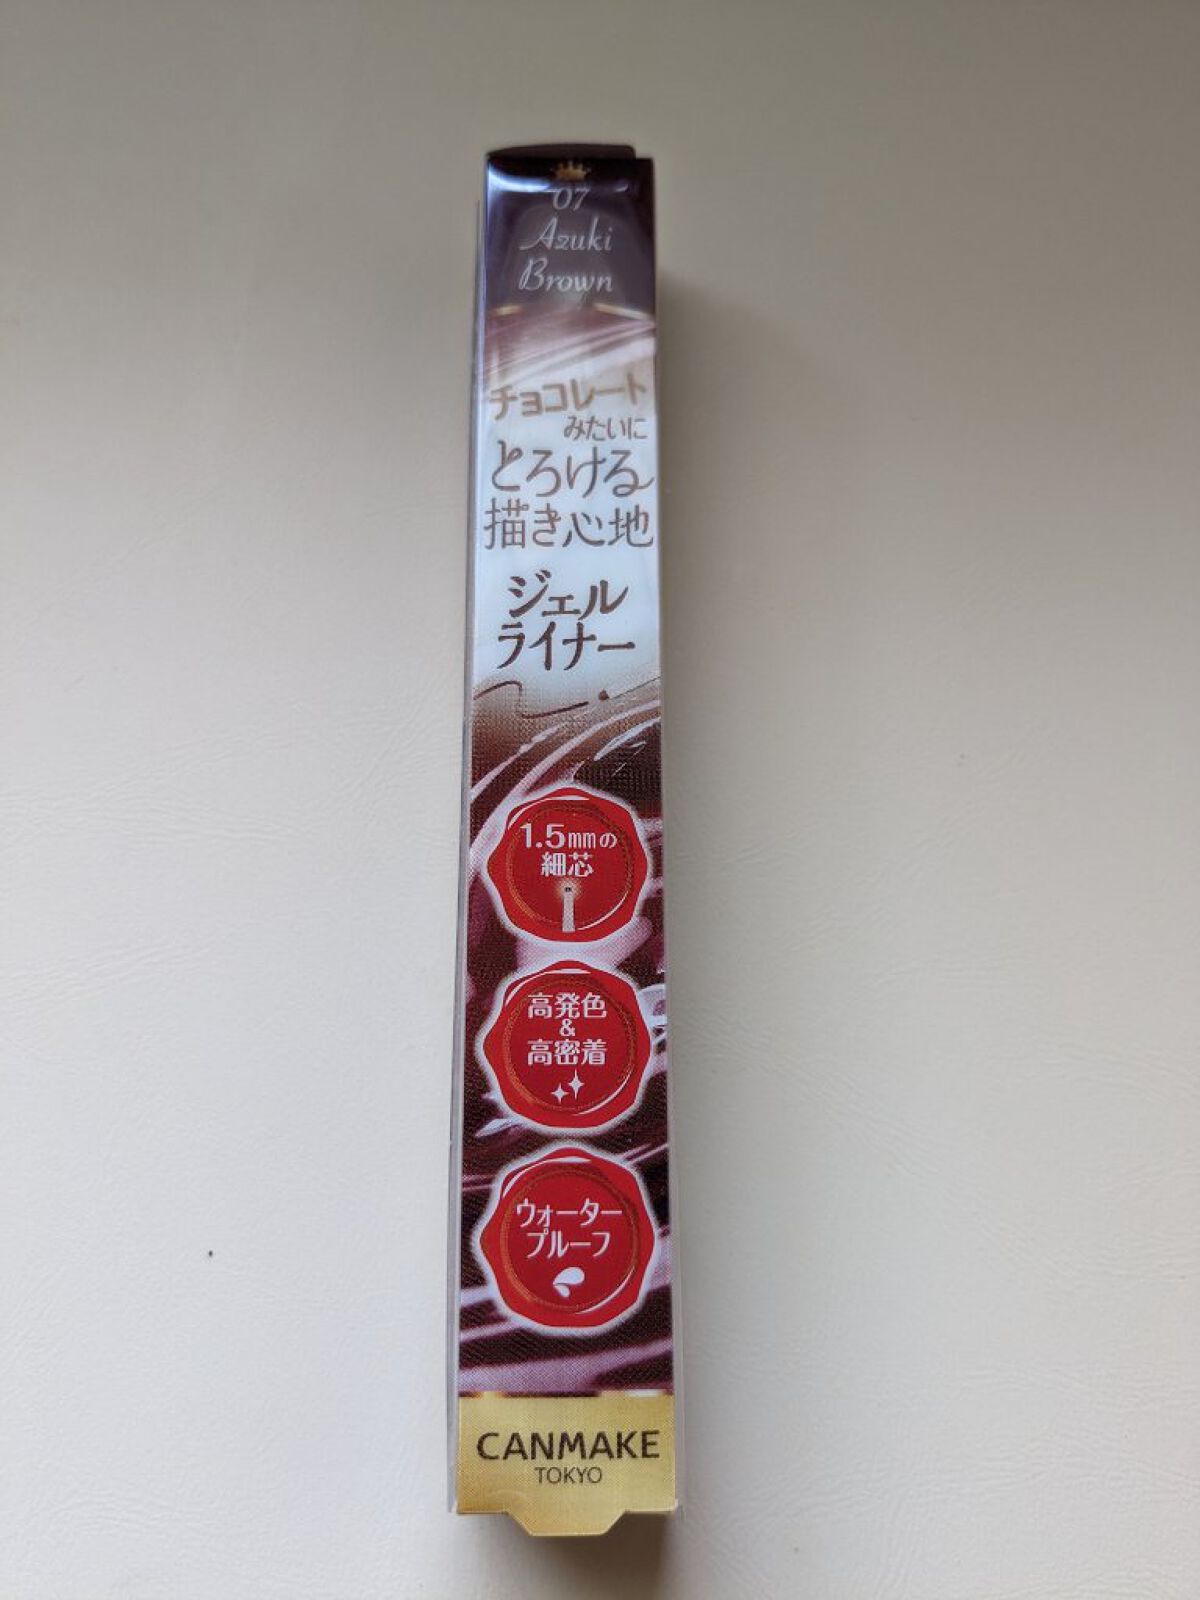 07
Azuki
Brown
チョコレート
みたいに
とろける
描き心地
ジェル
ライナー
1.5mmの
細芯
高発色
&
高密着
ウォーター
プルーフ
CANMAKE
TOKYO